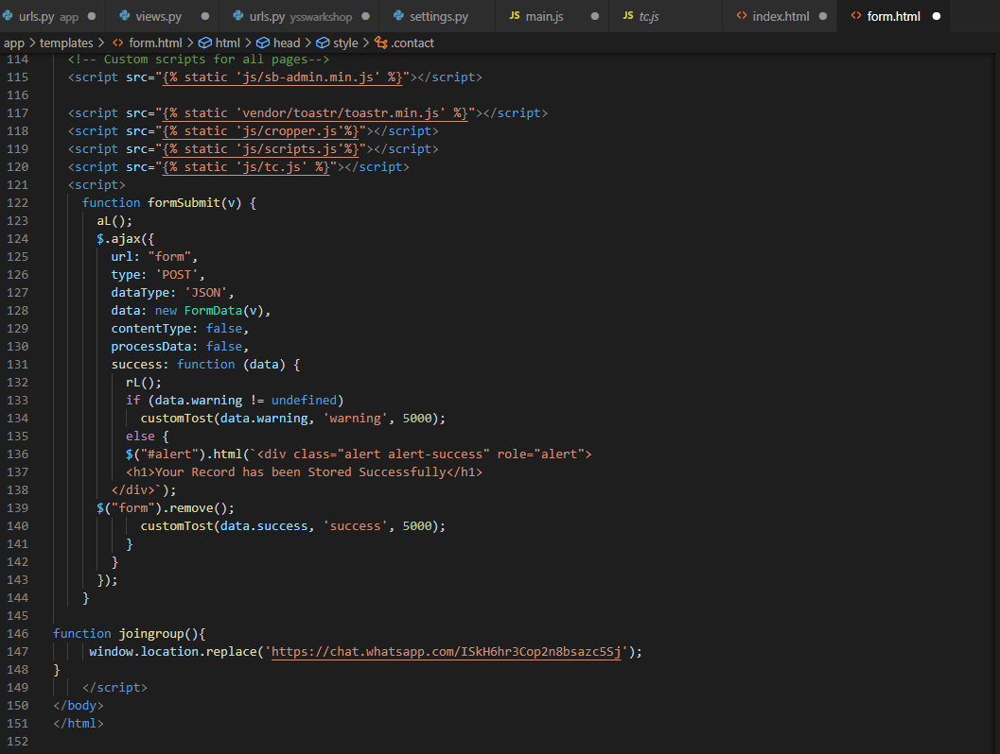 urls.py app ● views.py ● urls.py ysswarkshop ● settings.py JS main.js ● JS tc.js <> index.html ● <> form.html ●
app > templates > <> form.html > html > head > style > .contact
114 <!-- Custom scripts for all pages-->
115 <script src="{% static 'js/sb-admin.min.js' %}"></script>
116
117 <script src="{% static 'vendor/toastr/toastr.min.js' %}"></script>
118 <script src="{% static 'js/cropper.js'%}"></script>
119 <script src="{% static 'js/scripts.js'%}"></script>
120 <script src="{% static 'js/tc.js' %}"></script>
121 <script>
122 function formSubmit(v) {
123 aL();
124 $.ajax({
125 url: "form",
126 type: 'POST',
127 dataType: 'JSON',
128 data: new FormData(v),
129 contentType: false,
130 processData: false,
131 success: function (data) {
132 rL();
133 if (data.warning != undefined)
134 customTost(data.warning, 'warning', 5000);
135 else {
136 $("#alert").html(`<div class="alert alert-success" role="alert">
137 <h1>Your Record has been Stored Successfully</h1>
138 </div>`);
139 $("form").remove();
140 customTost(data.success, 'success', 5000);
141 }
142 }
143 });
144 }
145
146 function joingroup(){
147 window.location.replace('https://chat.whatsapp.com/ISkH6hr3Cop2n8bsazc5Sj');
148 }
149 </script>
150 </body>
151 </html>
152